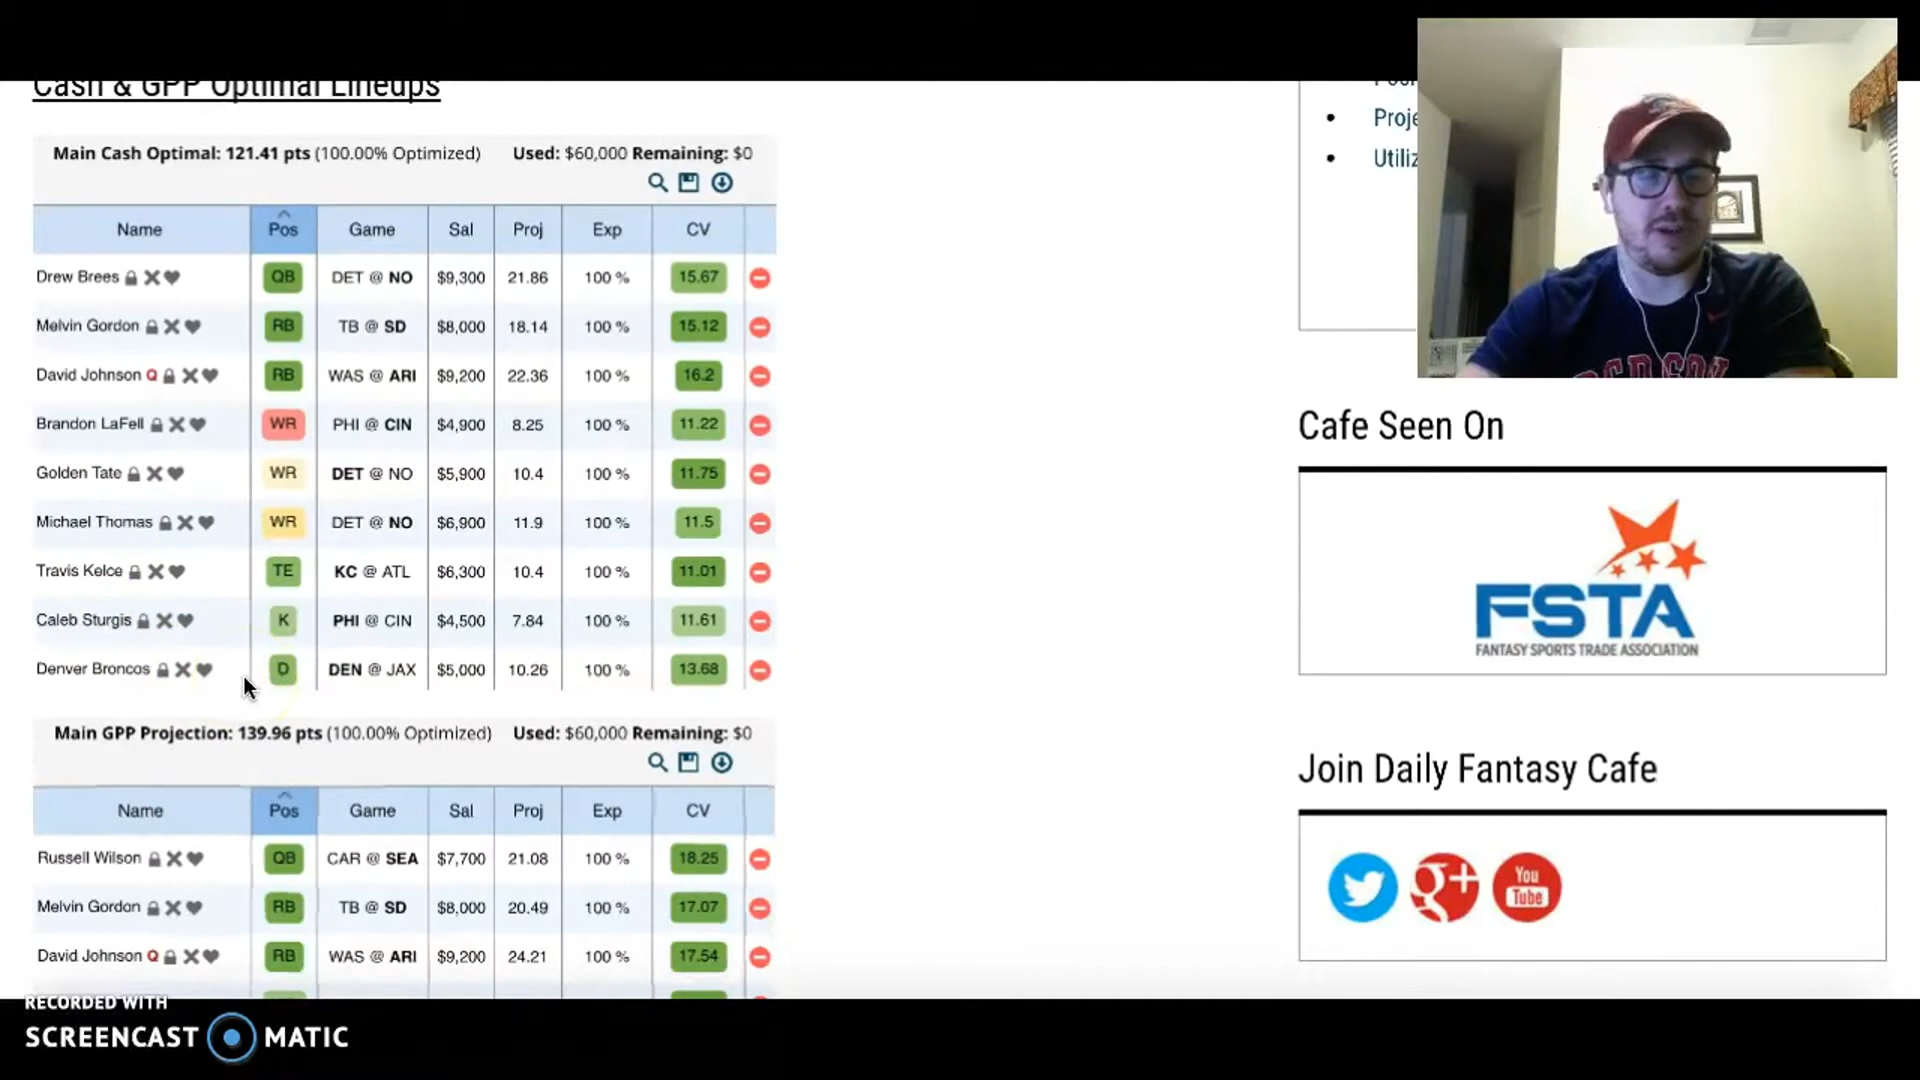 Cash & GPP Optimal Lineups
Main Cash Optimal: 121.41 pts (100.00% Optimized) Used: $60,000 Remaining: $0
Name Pos Game Sal Proj Exp CV
Drew Brees QB DET @ NO $9,300 21.86 100 % 15.67
Melvin Gordon RB TB @ SD $8,000 18.14 100 % 15.12
David Johnson Q RB WAS @ ARI $9,200 22.36 100 % 16.2
Brandon LaFell WR PHI @ CIN $4,900 8.25 100 % 11.22
Golden Tate WR DET @ NO $5,900 10.4 100 % 11.75
Michael Thomas WR DET @ NO $6,900 11.9 100 % 11.5
Travis Kelce TE KC @ ATL $6,300 10.4 100 % 11.01
Caleb Sturgis K PHI @ CIN $4,500 7.84 100 % 11.61
Denver Broncos D DEN @ JAX $5,000 10.26 100 % 13.68
Main GPP Projection: 139.96 pts (100.00% Optimized) Used: $60,000 Remaining: $0
Name Pos Game Sal Proj Exp CV
Russell Wilson QB CAR @ SEA $7,700 21.08 100 % 18.25
Melvin Gordon RB TB @ SD $8,000 20.49 100 % 17.07
David Johnson Q RB WAS @ ARI $9,200 24.21 100 % 17.54
Proje
Utiliz
Cafe Seen On
FSTA
FANTASY SPORTS TRADE ASSOCIATION
Join Daily Fantasy Cafe
g+
You
Tube
RECORDED WITH
SCREENCAST MATIC